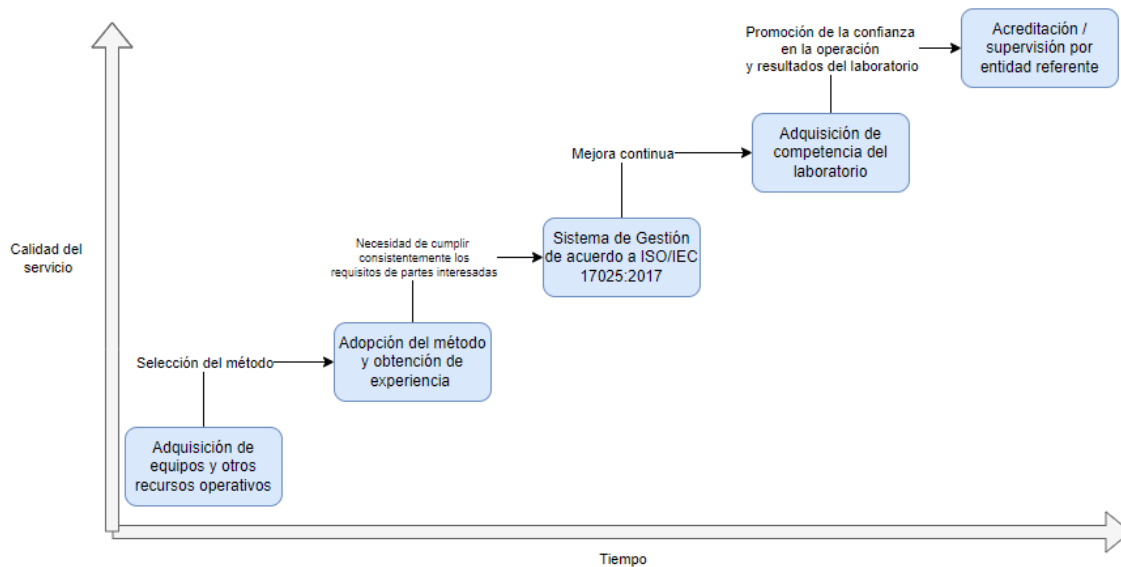 Promoción de la confianza
en la operación
y resultados del laboratorio
Acreditación /
supervisión por
entidad referente
Mejora continua
Adquisición de
competencia del
laboratorio
Calidad del
servicio
Necesidad de cumplir
consistentemente los
requisitos de partes interesadas
Sistema de Gestión
de acuerdo a ISO/IEC
17025:2017
Selección del método
Adopción del método
y obtención de
experiencia
Adquisición de
equipos y otros
recursos operativos
Tiempo